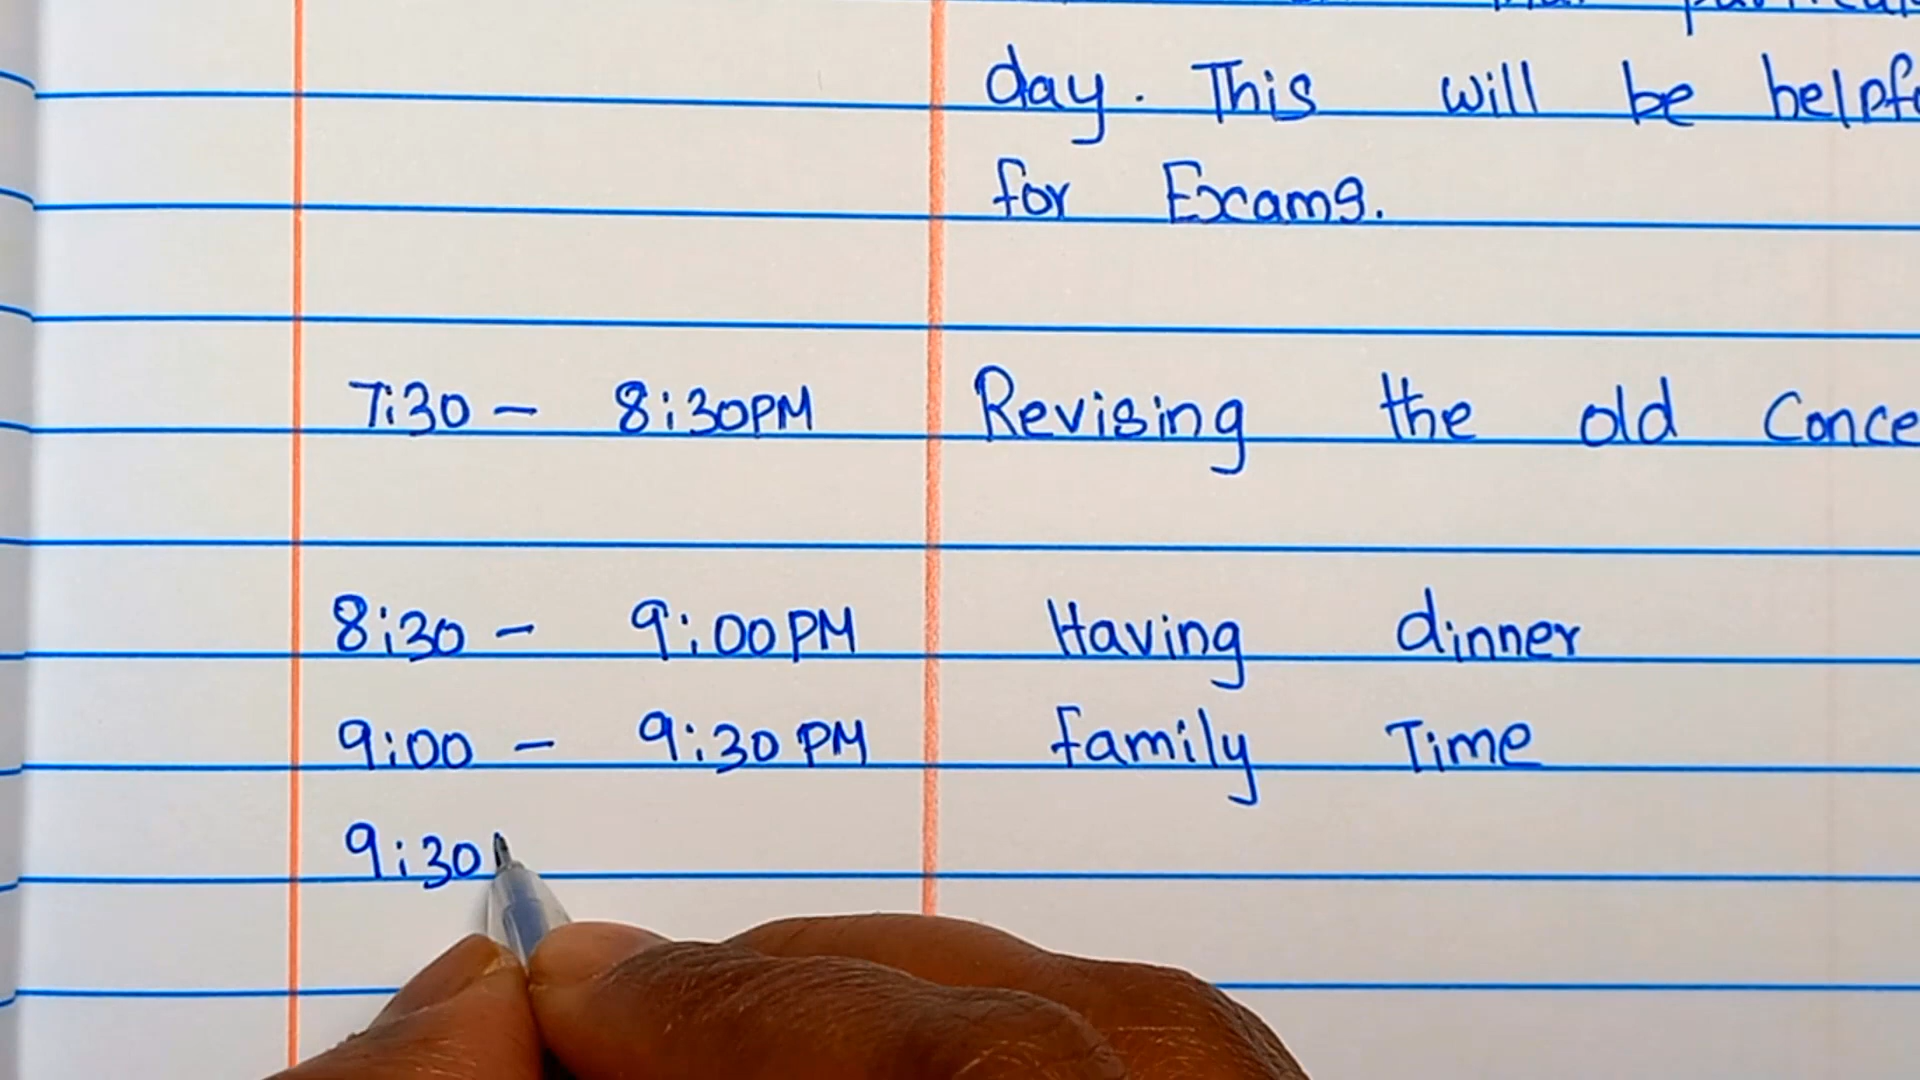 day. This will be
for Exams.
7:30 - 8:30PM Revising the old
8:30 - 9:00PM Having dinner
9:00 - 9:30PM family Time
9:30